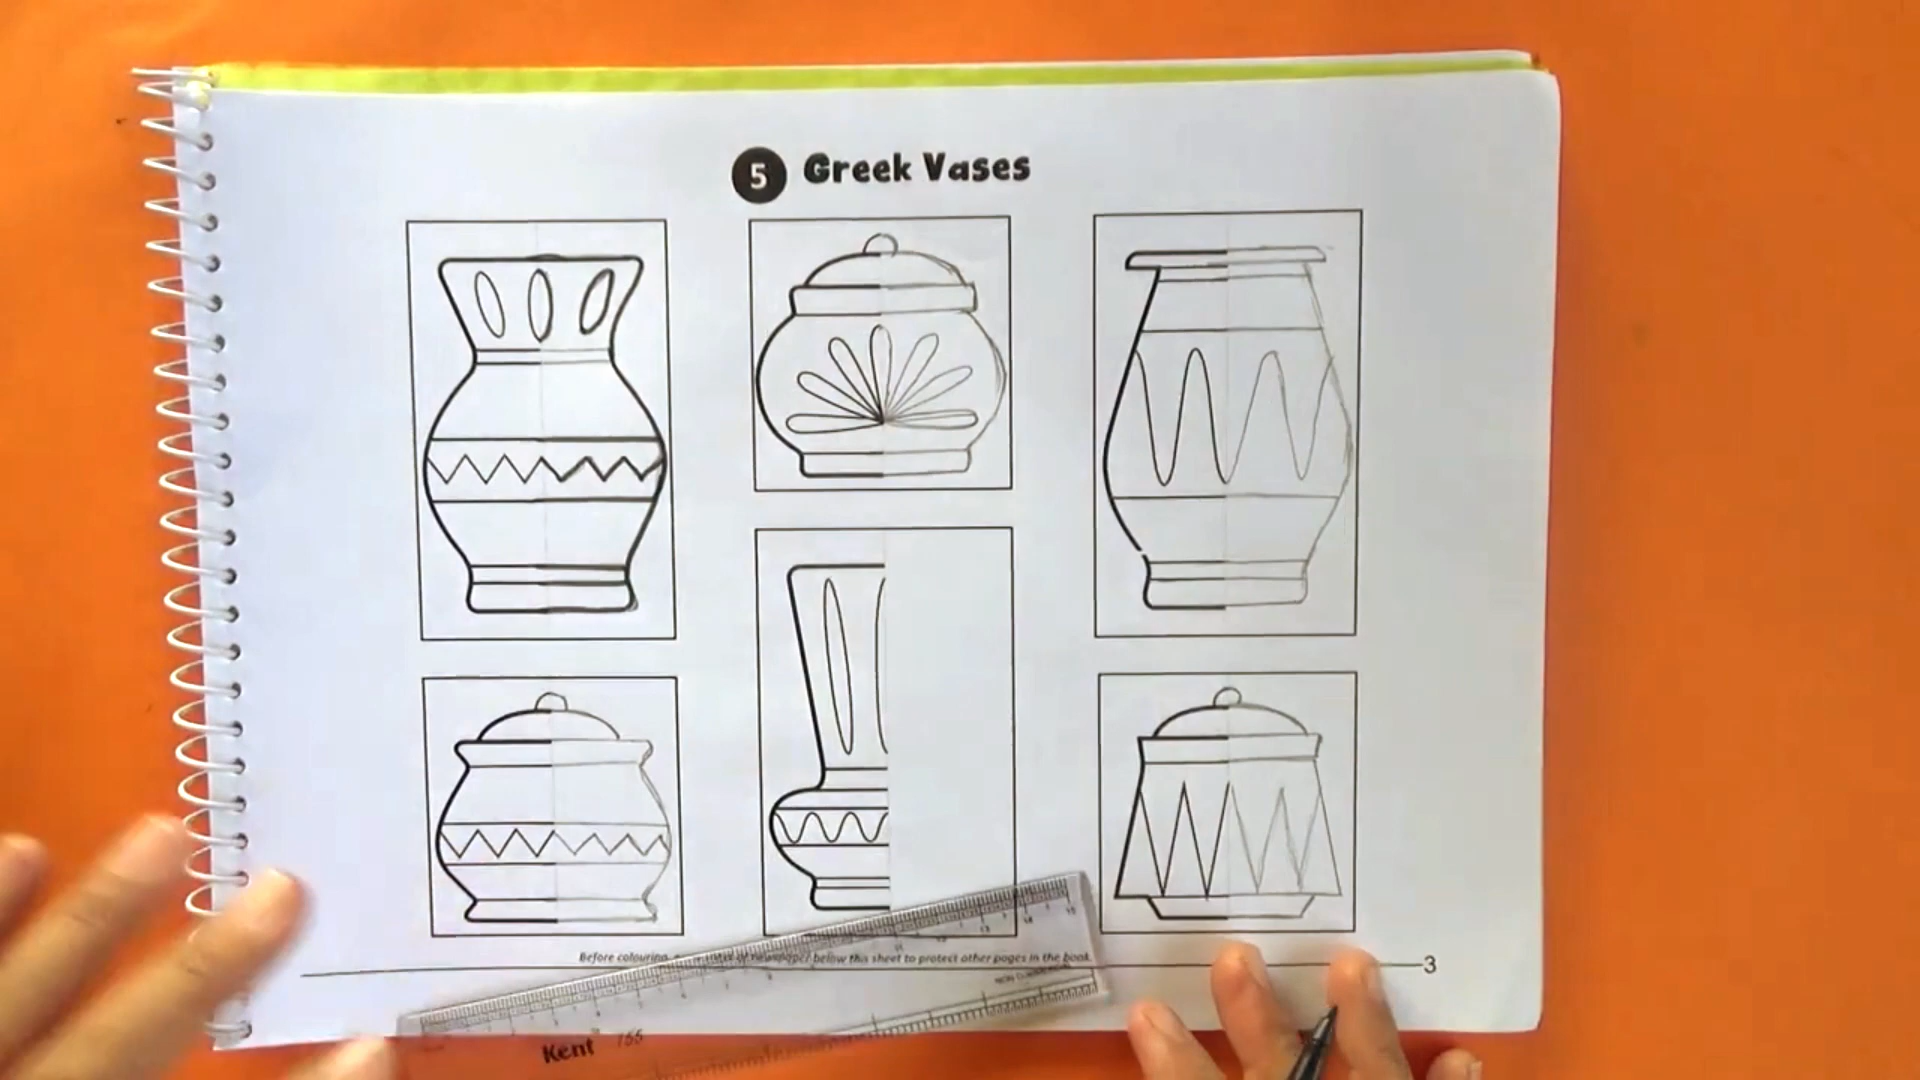 5 Greek Vases
Before colouring, of newspaper below this sheet to protect other pages in the book.
3
Kent 155